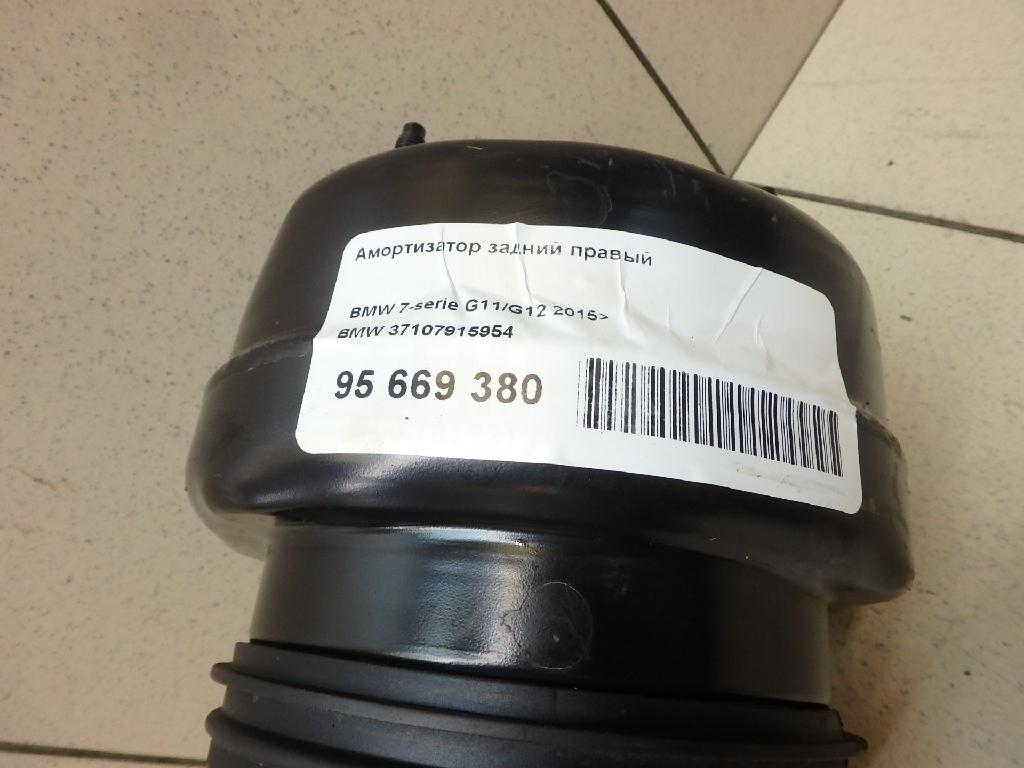 Амортизатор задний правый
BMW 7-serie G11/G12 2015>
BMW 37107915954
95 669 380